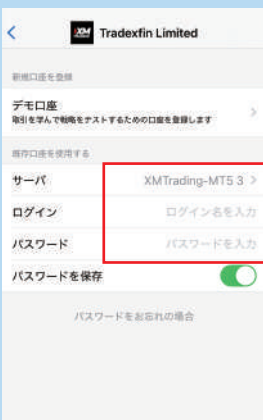 XM Tradexfin Limited
新規口座を登録
デモ口座
取引を学んで戦略をテストするための口座を登録します
既存口座を使用する
サーバ XMTrading-MT5 3
ログイン ログイン名を入力
パスワード パスワードを入力
パスワードを保存
パスワードをお忘れの場合